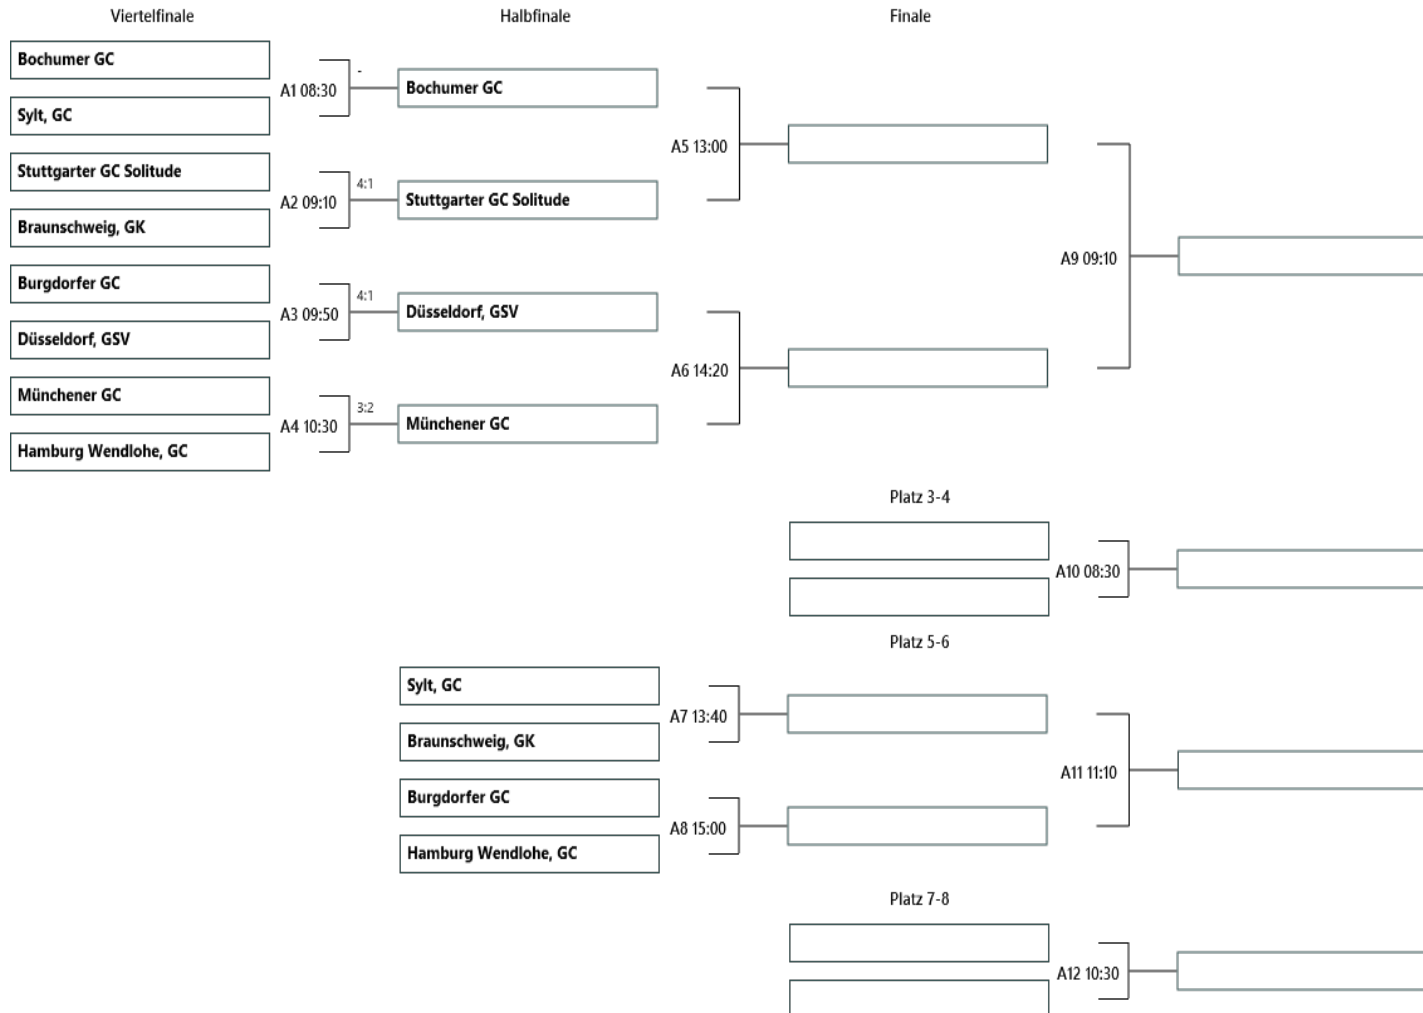 Viertelfinale
Halbfinale
Finale
Bochumer GC
Sylt, GC
A1 08:30
-
Bochumer GC
Stuttgarter GC Solitude
Braunschweig, GK
A2 09:10
4:1
Stuttgarter GC Solitude
A5 13:00
Burgdorfer GC
Düsseldorf, GSV
A3 09:50
4:1
Düsseldorf, GSV
Münchener GC
Hamburg Wendlohe, GC
A4 10:30
3:2
Münchener GC
A6 14:20
A9 09:10
Platz 3-4
A10 08:30
Platz 5-6
Sylt, GC
Braunschweig, GK
A7 13:40
Burgdorfer GC
Hamburg Wendlohe, GC
A8 15:00
A11 11:10
Platz 7-8
A12 10:30